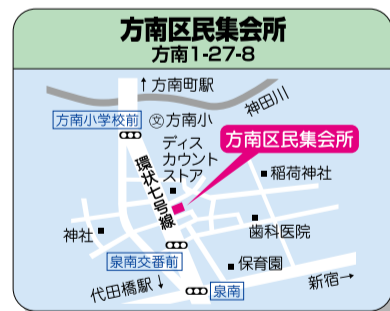 方南区民集会所
方南1-27-8
↑方南町駅
神田川
方南小学校前
文 方南小
ディス
カウント
ストア
方南区民集会所
環状七号線
稲荷神社
神社
歯科医院
泉南交番前
保育園
代田橋駅↓
泉南
新宿→